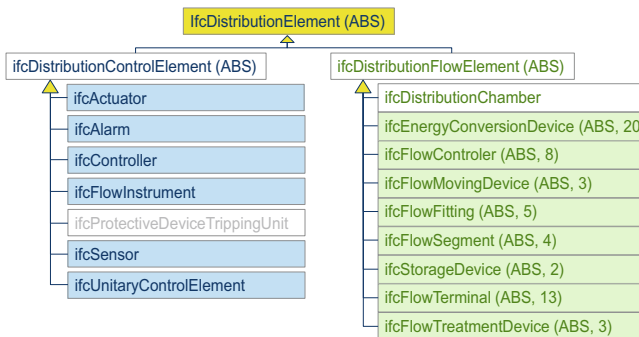 IfcDistributionElement (ABS)
ifcDistributionControlElement (ABS)
ifcActuator
ifcAlarm
ifcController
ifcFlowInstrument
ifcProtectiveDeviceTrippingUnit
ifcSensor
ifcUnitaryControlElement
ifcDistributionFlowElement (ABS)
ifcDistributionChamber
ifcEnergyConversionDevice (ABS, 20
ifcFlowControler (ABS, 8)
ifcFlowMovingDevice (ABS, 3)
ifcFlowFitting (ABS, 5)
ifcFlowSegment (ABS, 4)
ifcStorageDevice (ABS, 2)
ifcFlowTerminal (ABS, 13)
ifcFlowTreatmentDevice (ABS, 3)